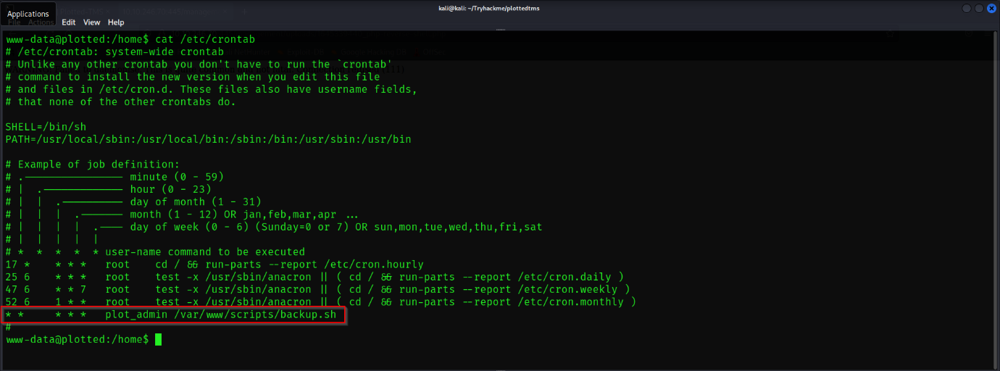 Applications
kali@kali: ~/Tryhackme/plottedtms
File Actions Edit View Help
www-data@plotted:/home$ cat /etc/crontab
# /etc/crontab: system-wide crontab
# Unlike any other crontab you don't have to run the `crontab'
# command to install the new version when you edit this file
# and files in /etc/cron.d. These files also have username fields,
# that none of the other crontabs do.
SHELL=/bin/sh
PATH=/usr/local/sbin:/usr/local/bin:/sbin:/bin:/usr/sbin:/usr/bin
# Example of job definition:
# .---------------- minute (0 - 59)
# |  .------------- hour (0 - 23)
# |  |  .---------- day of month (1 - 31)
# |  |  |  .------- month (1 - 12) OR jan,feb,mar,apr ...
# |  |  |  |  .---- day of week (0 - 6) (Sunday=0 or 7) OR sun,mon,tue,wed,thu,fri,sat
# |  |  |  |  |
# *  *  *  *  * user-name command to be executed
17 *    * * *   root    cd / && run-parts --report /etc/cron.hourly
25 6    * * *   root    test -x /usr/sbin/anacron || ( cd / && run-parts --report /etc/cron.daily )
47 6    * * 7   root    test -x /usr/sbin/anacron || ( cd / && run-parts --report /etc/cron.weekly )
52 6    1 * *   root    test -x /usr/sbin/anacron || ( cd / && run-parts --report /etc/cron.monthly )
* *     * * *   plot_admin /var/www/scripts/backup.sh
#
www-data@plotted:/home$